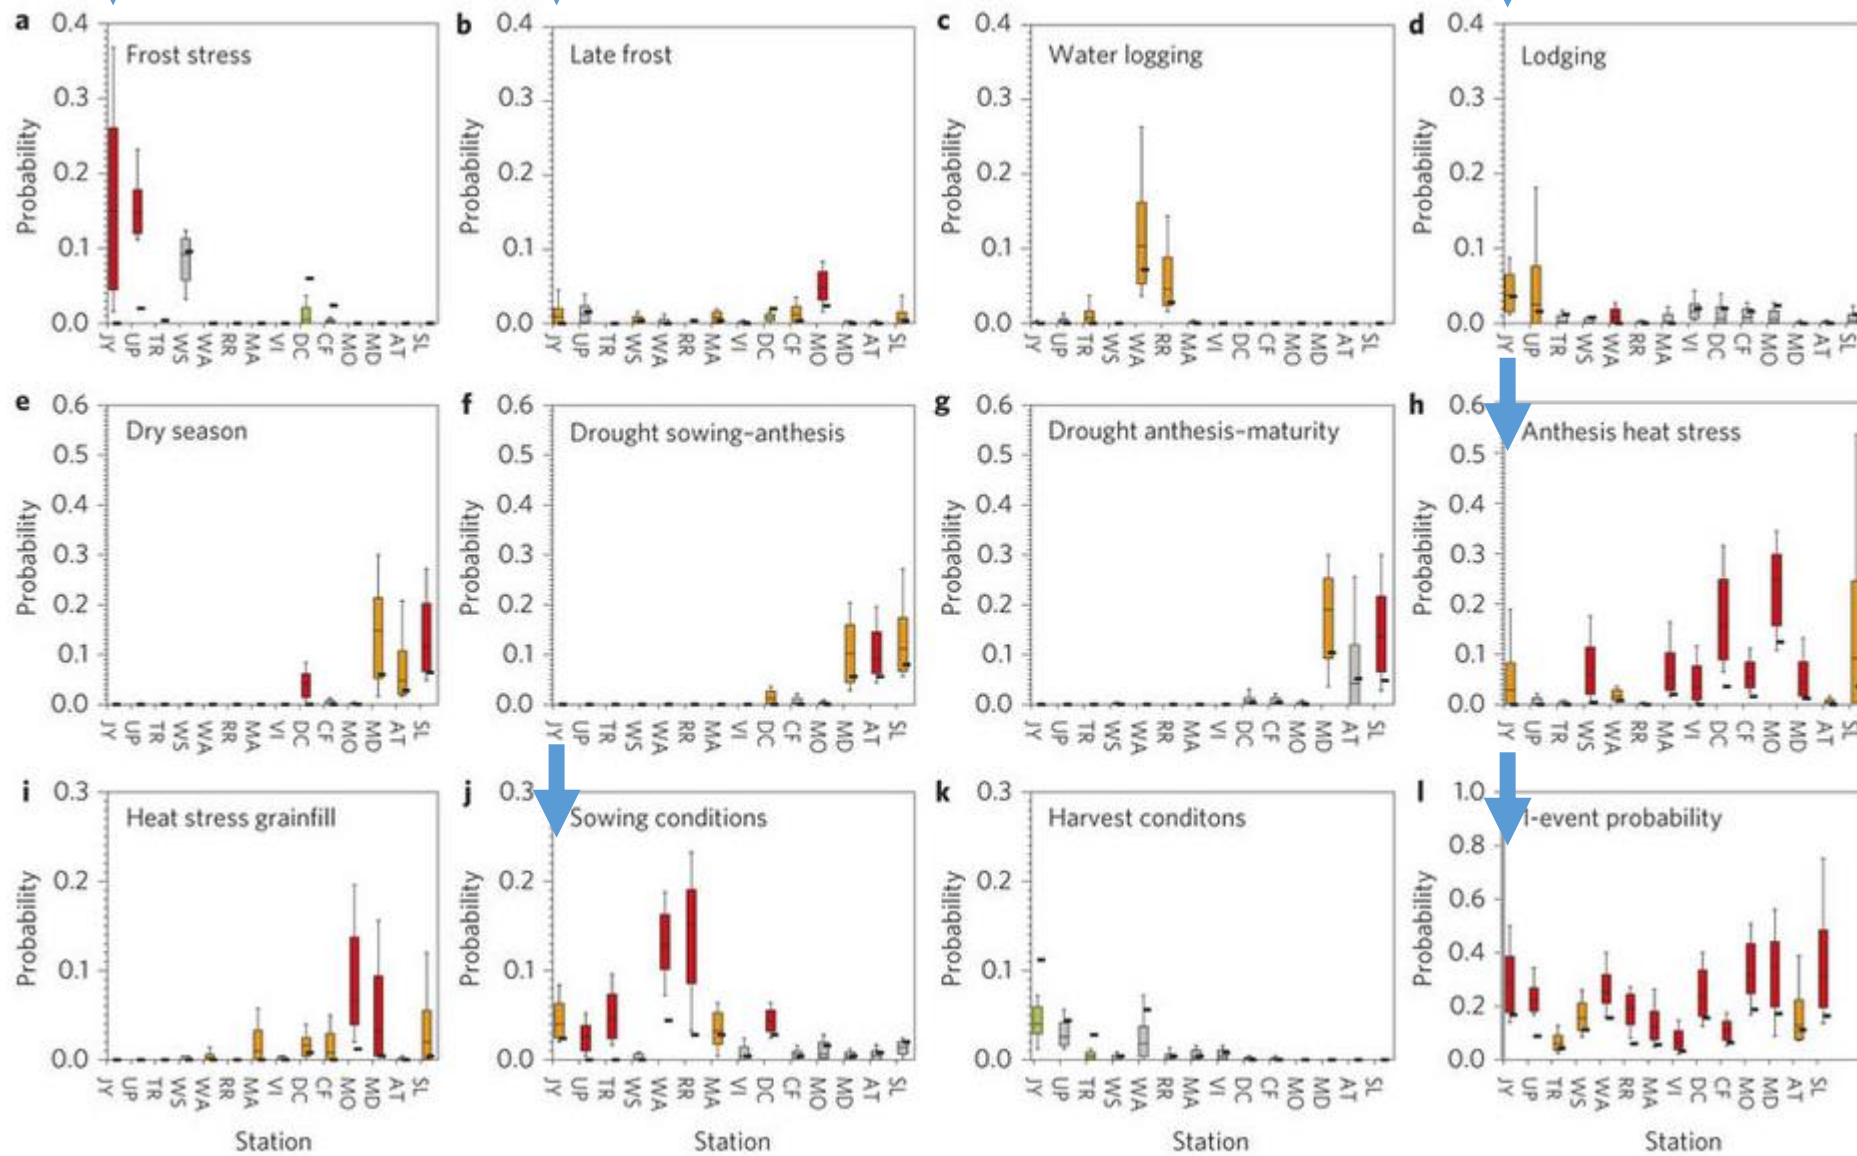 a
Frost stress
Probability
0.4
0.3
0.2
0.1
0.0
JY UP TR WS WA RR MA VI DC CF MO MD AT SL
b
Late frost
Probability
0.4
0.3
0.2
0.1
0.0
JY UP TR WS WA RR MA VI DC CF MO MD AT SL
c
Water logging
Probability
0.4
0.3
0.2
0.1
0.0
JY UP TR WS WA RR MA VI DC CF MO MD AT SL
d
Lodging
Probability
0.4
0.3
0.2
0.1
0.0
JY UP TR WS WA RR MA VI DC CF MO MD AT SL
e
Dry season
Probability
0.6
0.5
0.4
0.3
0.2
0.1
0.0
JY UP TR WS WA RR MA VI DC CF MO MD AT SL
f
Drought sowing–anthesis
Probability
0.6
0.5
0.4
0.3
0.2
0.1
0.0
JY UP TR WS WA RR MA VI DC CF MO MD AT SL
g
Drought anthesis–maturity
Probability
0.6
0.5
0.4
0.3
0.2
0.1
0.0
JY UP TR WS WA RR MA VI DC CF MO MD AT SL
h
Anthesis heat stress
Probability
0.6
0.5
0.4
0.3
0.2
0.1
0.0
JY UP TR WS WA RR MA VI DC CF MO MD AT SL
i
Heat stress grainfill
Probability
0.3
0.2
0.1
0.0
JY UP TR WS WA RR MA VI DC CF MO MD AT SL
Station
j
Sowing conditions
Probability
0.3
0.2
0.1
0.0
JY UP TR WS WA RR MA VI DC CF MO MD AT SL
Station
k
Harvest conditons
Probability
0.3
0.2
0.1
0.0
JY UP TR WS WA RR MA VI DC CF MO MD AT SL
Station
l
1-event probability
Probability
1.0
0.8
0.6
0.4
0.2
0.0
JY UP TR WS WA RR MA VI DC CF MO MD AT SL
Station